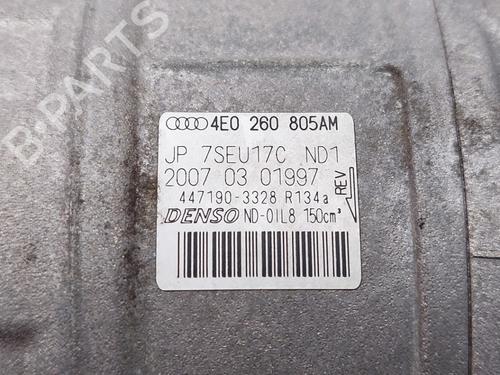 B-PARTS
4E0 260 805AM
JP 7SEU17C ND1
2007 03 01997
447190-3328 R134a
REV
DENSO ND-OIL8 150cm³